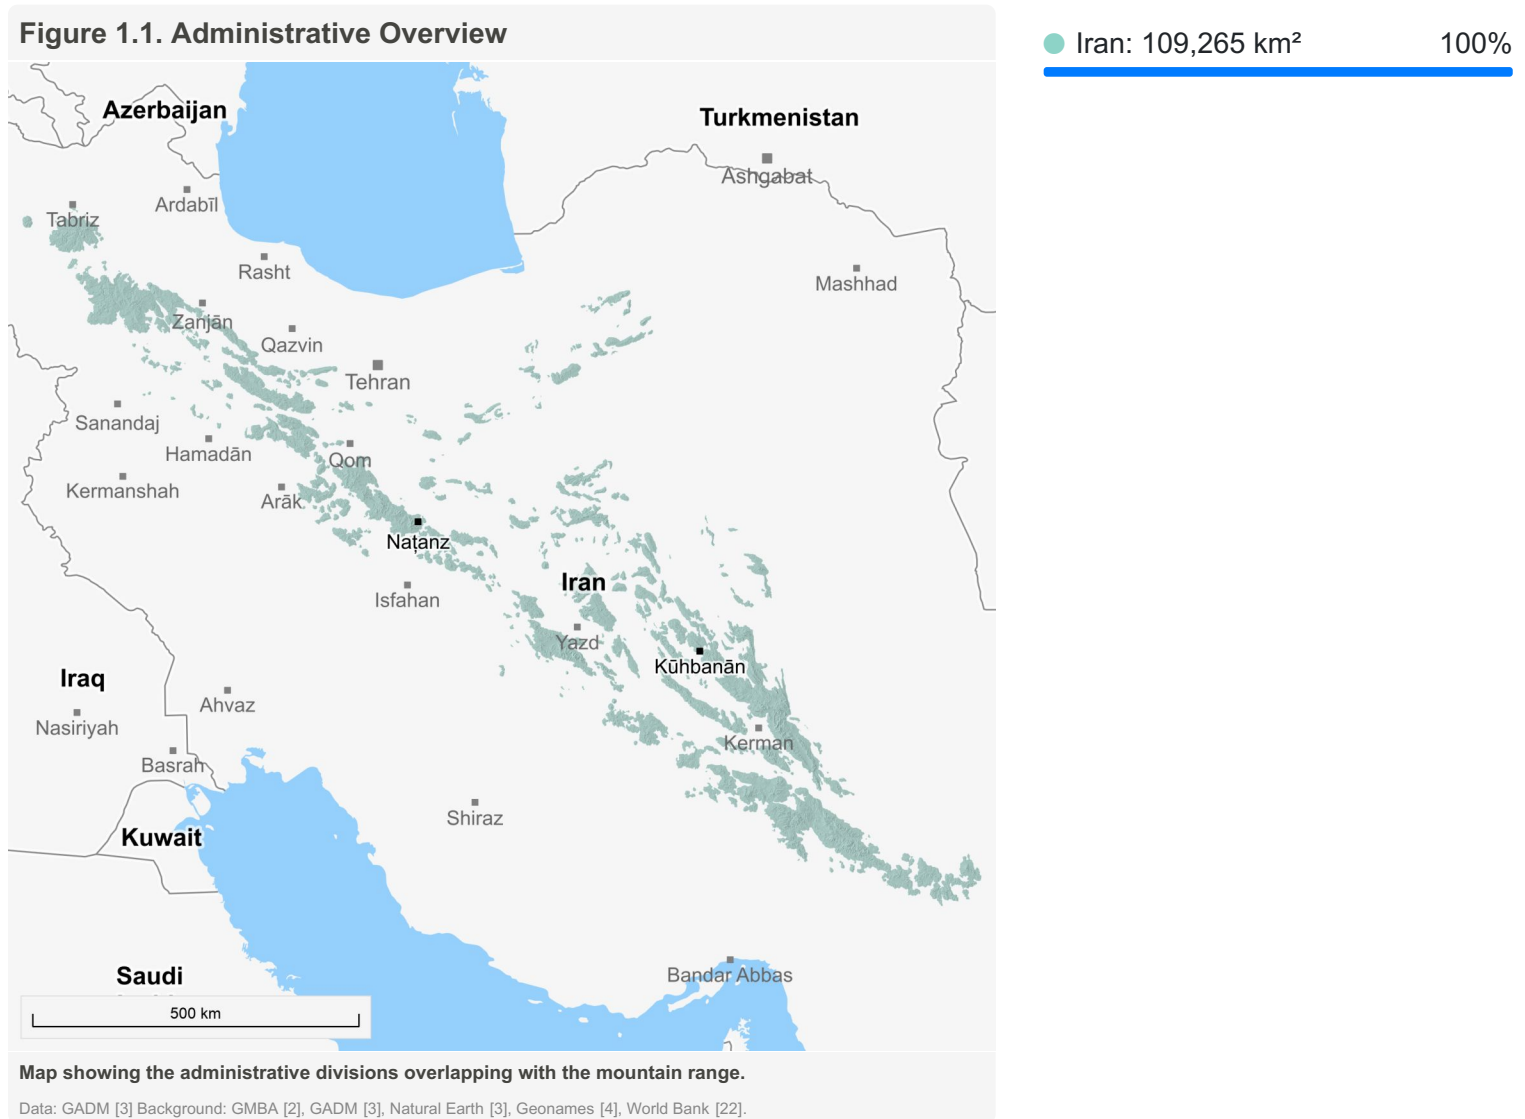 Figure 1.1. Administrative Overview
Iran: 109,265 km² 100%
Azerbaijan
Turkmenistan
Ashgabat
Ardabīl
Tabriz
Rasht
Mashhad
Zanjān
Qazvin
Tehran
Sanandaj
Hamadān
Qom
Kermanshah
Arāk
Naţanz
Iran
Isfahan
Yazd
Kūhbanān
Iraq
Ahvaz
Nasiriyah
Kerman
Basrah
Shiraz
Kuwait
Saudi
Bandar Abbas
500 km
Map showing the administrative divisions overlapping with the mountain range.
Data: GADM [3] Background: GMBA [2], GADM [3], Natural Earth [3], Geonames [4], World Bank [22].